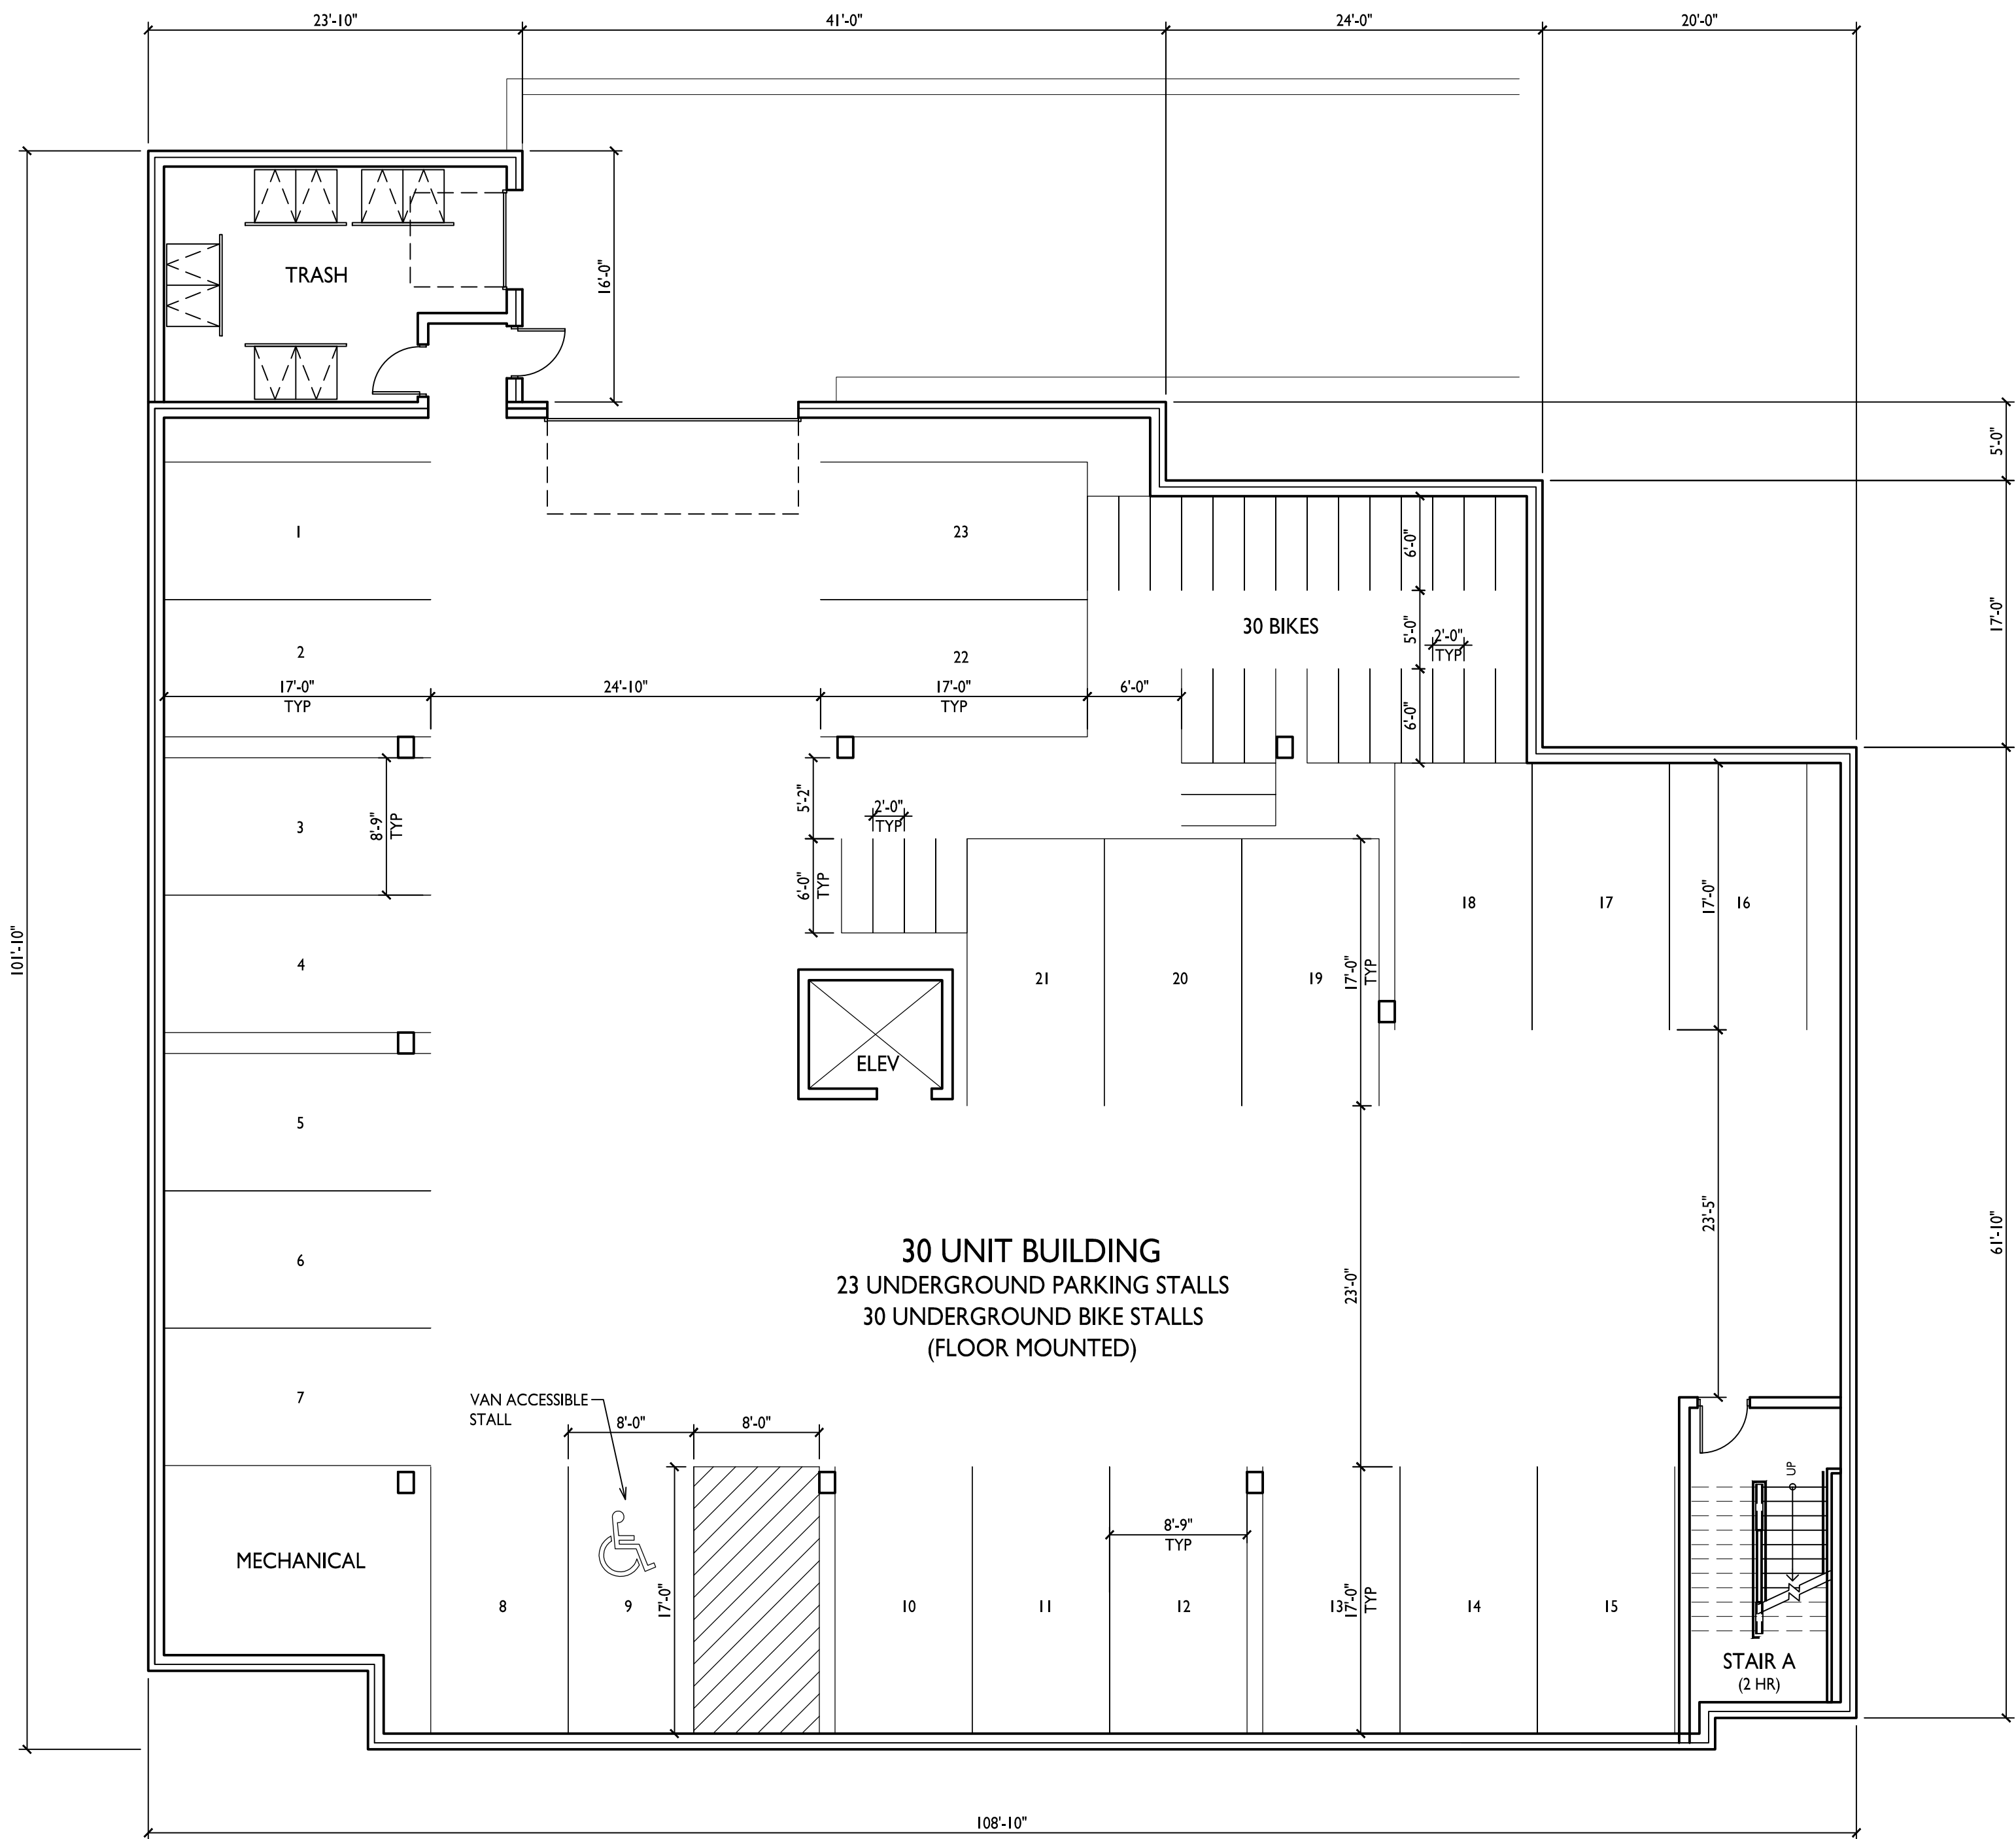 23'-10"
41'-0"
24'-0"
20'-0"
16'-0"
TRASH
5'-0"
1
23
6'-0"
17'-0"
30 BIKES
5'-0"
2'-0"
TYP
2
22
17'-0"
TYP
24'-10"
17'-0"
TYP
6'-0"
6'-0"
5'-2"
2'-0"
TYP
3
8'-9"
TYP
6'-0"
TYP
18
17
17'-0"
16
101'-10"
4
21
20
19
17'-0"
TYP
ELEV
5
23'-5"
61'-10"
6
30 UNIT BUILDING
23 UNDERGROUND PARKING STALLS
30 UNDERGROUND BIKE STALLS
(FLOOR MOUNTED)
23'-0"
7
VAN ACCESSIBLE
STALL
8'-0"
8'-0"
UP
8'-9"
TYP
MECHANICAL
8
9
17'-0"
10
11
12
13
17'-0"
TYP
14
15
STAIR A
(2 HR)
108'-10"